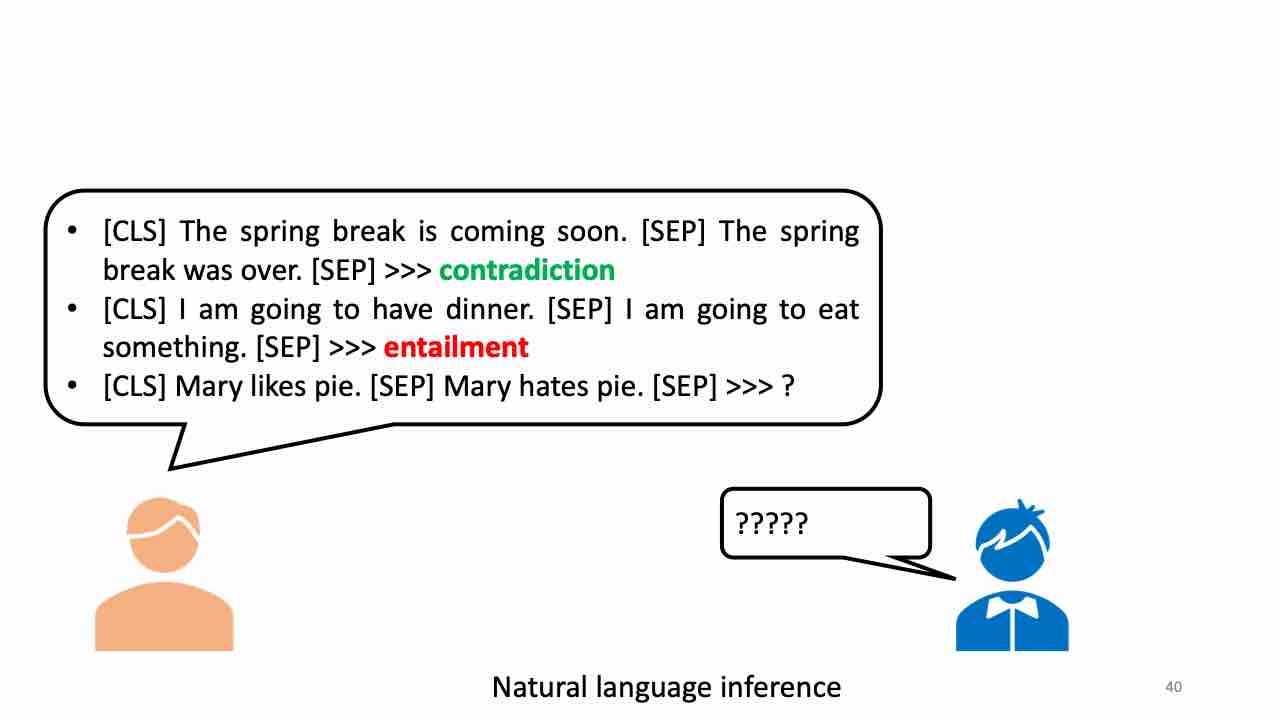 • [CLS] The spring break is coming soon. [SEP] The spring
break was over. [SEP] >>> contradiction
• [CLS] I am going to have dinner. [SEP] I am going to eat
something. [SEP] >>> entailment
• [CLS] Mary likes pie. [SEP] Mary hates pie. [SEP] >>> ?
?????
Natural language inference
40